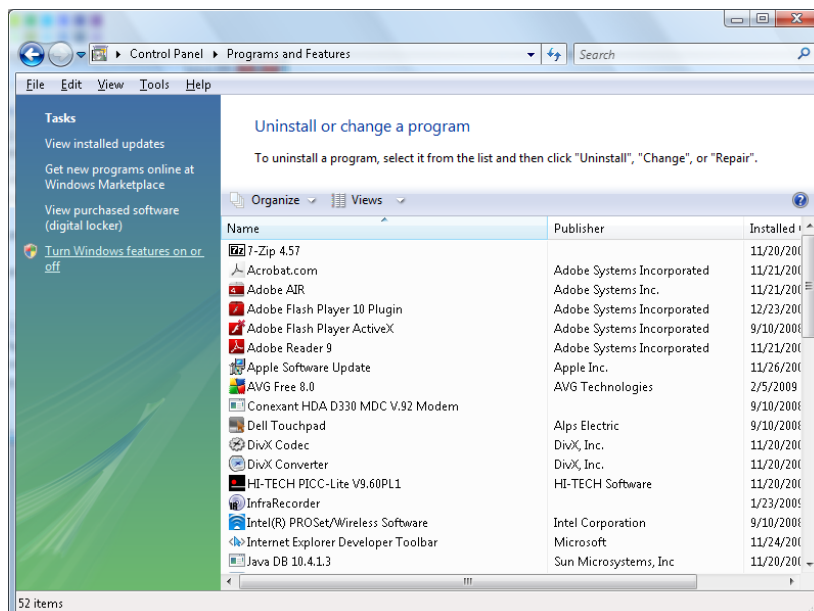 Control Panel ▸ Programs and Features
Search
File Edit View Tools Help
Tasks
View installed updates
Get new programs online at
Windows Marketplace
View purchased software
(digital locker)
Turn Windows features on or
off
Uninstall or change a program
To uninstall a program, select it from the list and then click "Uninstall", "Change", or "Repair".
Organize Views
Name Publisher Installed
7-Zip 4.57 11/20/200
Acrobat.com Adobe Systems Incorporated 11/21/200
Adobe AIR Adobe Systems Inc. 11/21/200
Adobe Flash Player 10 Plugin Adobe Systems Incorporated 12/23/200
Adobe Flash Player ActiveX Adobe Systems Incorporated 9/10/2008
Adobe Reader 9 Adobe Systems Incorporated 11/21/200
Apple Software Update Apple Inc. 11/26/200
AVG Free 8.0 AVG Technologies 2/5/2009
Conexant HDA D330 MDC V.92 Modem 9/10/2008
Dell Touchpad Alps Electric 9/10/2008
DivX Codec DivX, Inc. 11/20/200
DivX Converter DivX, Inc. 11/20/200
HI-TECH PICC-Lite V9.60PL1 HI-TECH Software 11/20/200
InfraRecorder 1/23/2009
Intel(R) PROSet/Wireless Software Intel Corporation 9/10/2008
Internet Explorer Developer Toolbar Microsoft 11/24/200
Java DB 10.4.1.3 Sun Microsystems, Inc 11/20/200
52 items